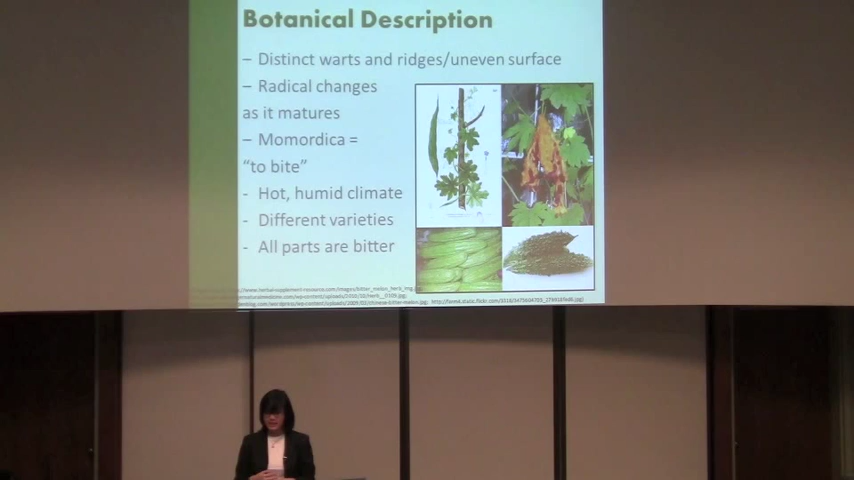 Botanical Description
– Distinct warts and ridges/uneven surface
– Radical changes
as it matures
– Momordica =
“to bite”
- Hot, humid climate
- Different varieties
- All parts are bitter